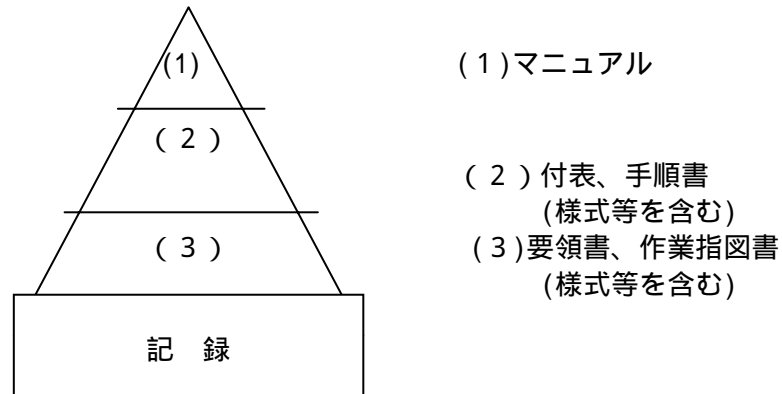 (1)
(1)マニュアル
(2)
(2)付表、手順書
(様式等を含む)
(3)
(3)要領書、作業指図書
(様式等を含む)
記 録